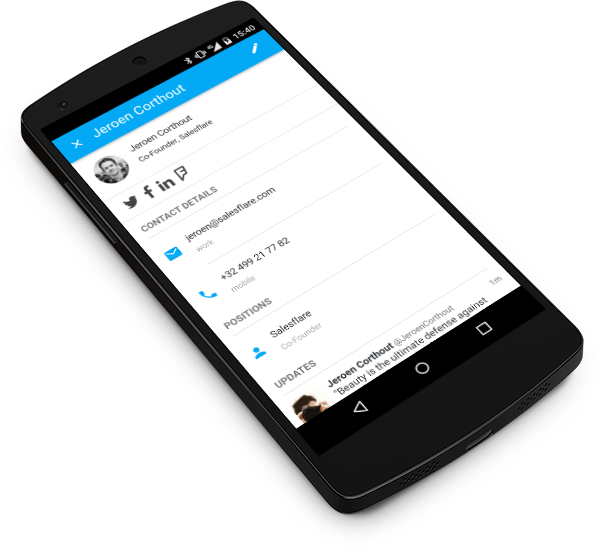 15:40
Jeroen Corthout
Jeroen Corthout
Co-Founder, Salesflare
CONTACT DETAILS
jeroen@salesflare.com
work
+32 499 21 77 82
mobile
POSITIONS
Salesflare
Co-Founder
UPDATES
Jeroen Corthout @JeroenCorthout 1m
"Beauty is the ultimate defense against